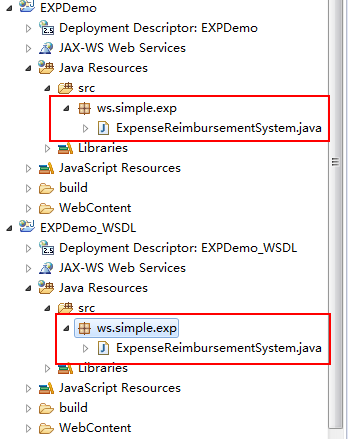 EXPDemo
Deployment Descriptor: EXPDemo
JAX-WS Web Services
Java Resources
src
ws.simple.exp
ExpenseReimbursementSystem.java
Libraries
JavaScript Resources
build
WebContent
EXPDemo_WSDL
Deployment Descriptor: EXPDemo_WSDL
JAX-WS Web Services
Java Resources
src
ws.simple.exp
ExpenseReimbursementSystem.java
Libraries
JavaScript Resources
build
WebContent